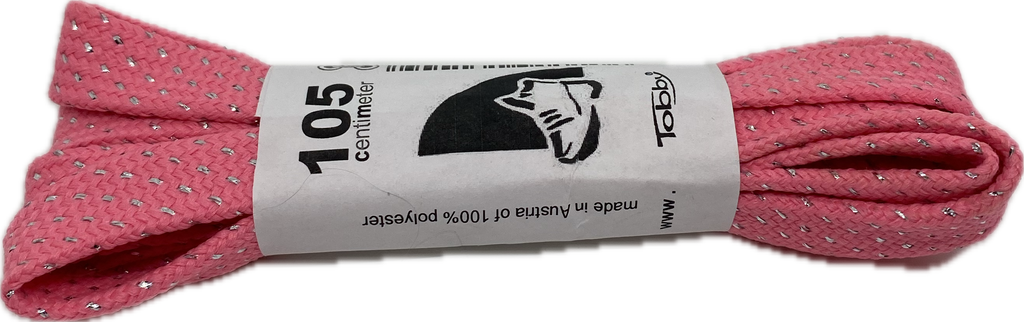 105
centimeter
Tobby
www.
made in Austria of 100% polyester